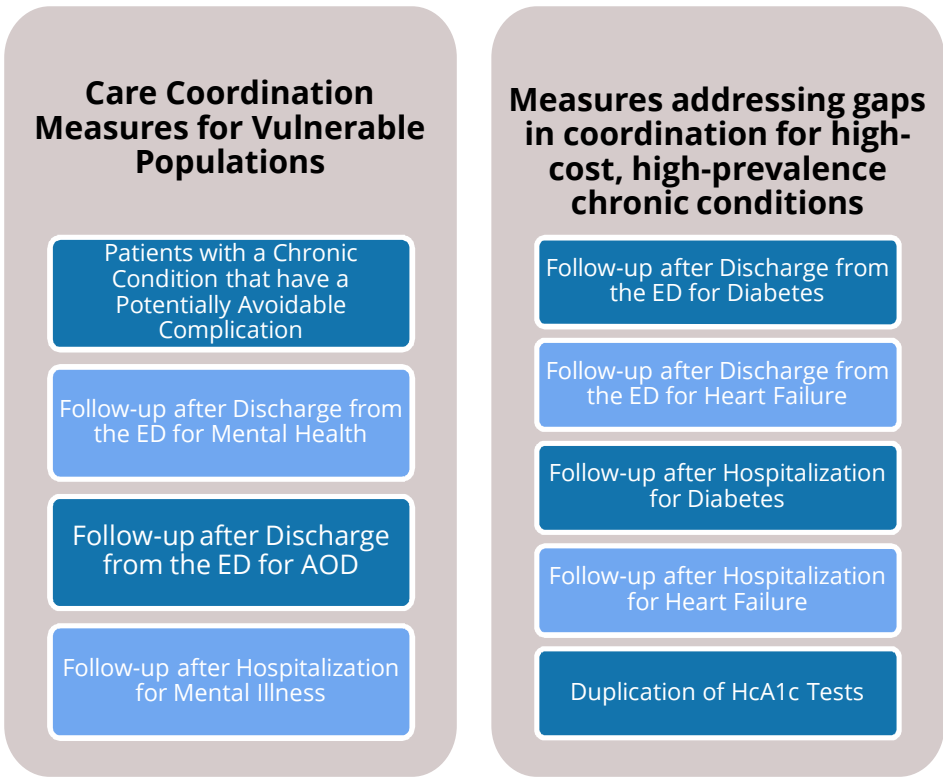 Care Coordination
Measures for Vulnerable
Populations
Patients with a Chronic
Condition that have a
Potentially Avoidable
Complication
Follow-up after Discharge from
the ED for Mental Health
Follow-up after Discharge
from the ED for AOD
Follow-up after Hospitalization
for Mental Illness
Measures addressing gaps
in coordination for high-
cost, high-prevalence
chronic conditions
Follow-up after Discharge from
the ED for Diabetes
Follow-up after Discharge from
the ED for Heart Failure
Follow-up after Hospitalization
for Diabetes
Follow-up after Hospitalization
for Heart Failure
Duplication of HcA1c Tests